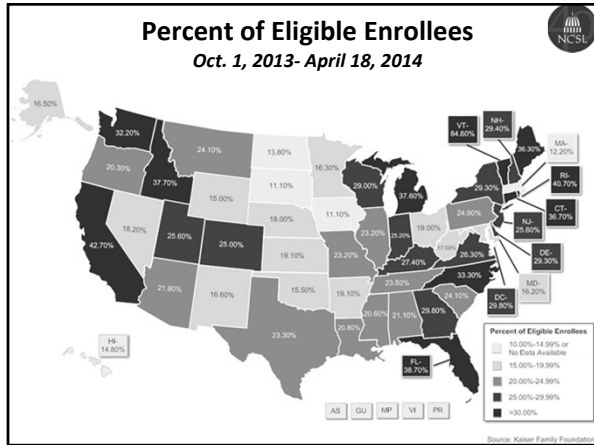 Percent of Eligible Enrollees
Oct. 1, 2013- April 18, 2014
NCSL
16.50%
32.20%
20.30%
42.70%
18.20%
37.70%
24.10%
15.00%
25.60%
25.00%
21.80%
16.60%
13.80%
11.10%
18.00%
19.10%
15.50%
23.30%
16.30%
11.10%
23.20%
19.10%
20.80%
29.00%
23.20%
37.60%
25.20%
19.00%
27.40%
23.50%
20.60%
21.10%
29.80%
17.00%
26.30%
33.30%
24.10%
24.90%
29.30%
36.30%
VT-
84.60%
NH-
29.40%
MA-
12.20%
RI-
40.70%
CT-
36.70%
NJ-
25.80%
DE-
29.30%
MD-
16.20%
DC-
29.80%
FL-
38.70%
HI-
14.80%
AS
GU
MP
VI
PR
Percent of Eligible Enrollees
10.00%-14.99% or
No Data Available
15.00%-19.99%
20.00%-24.99%
25.00%-29.99%
>30.00%
Source: Kaiser Family Foundation